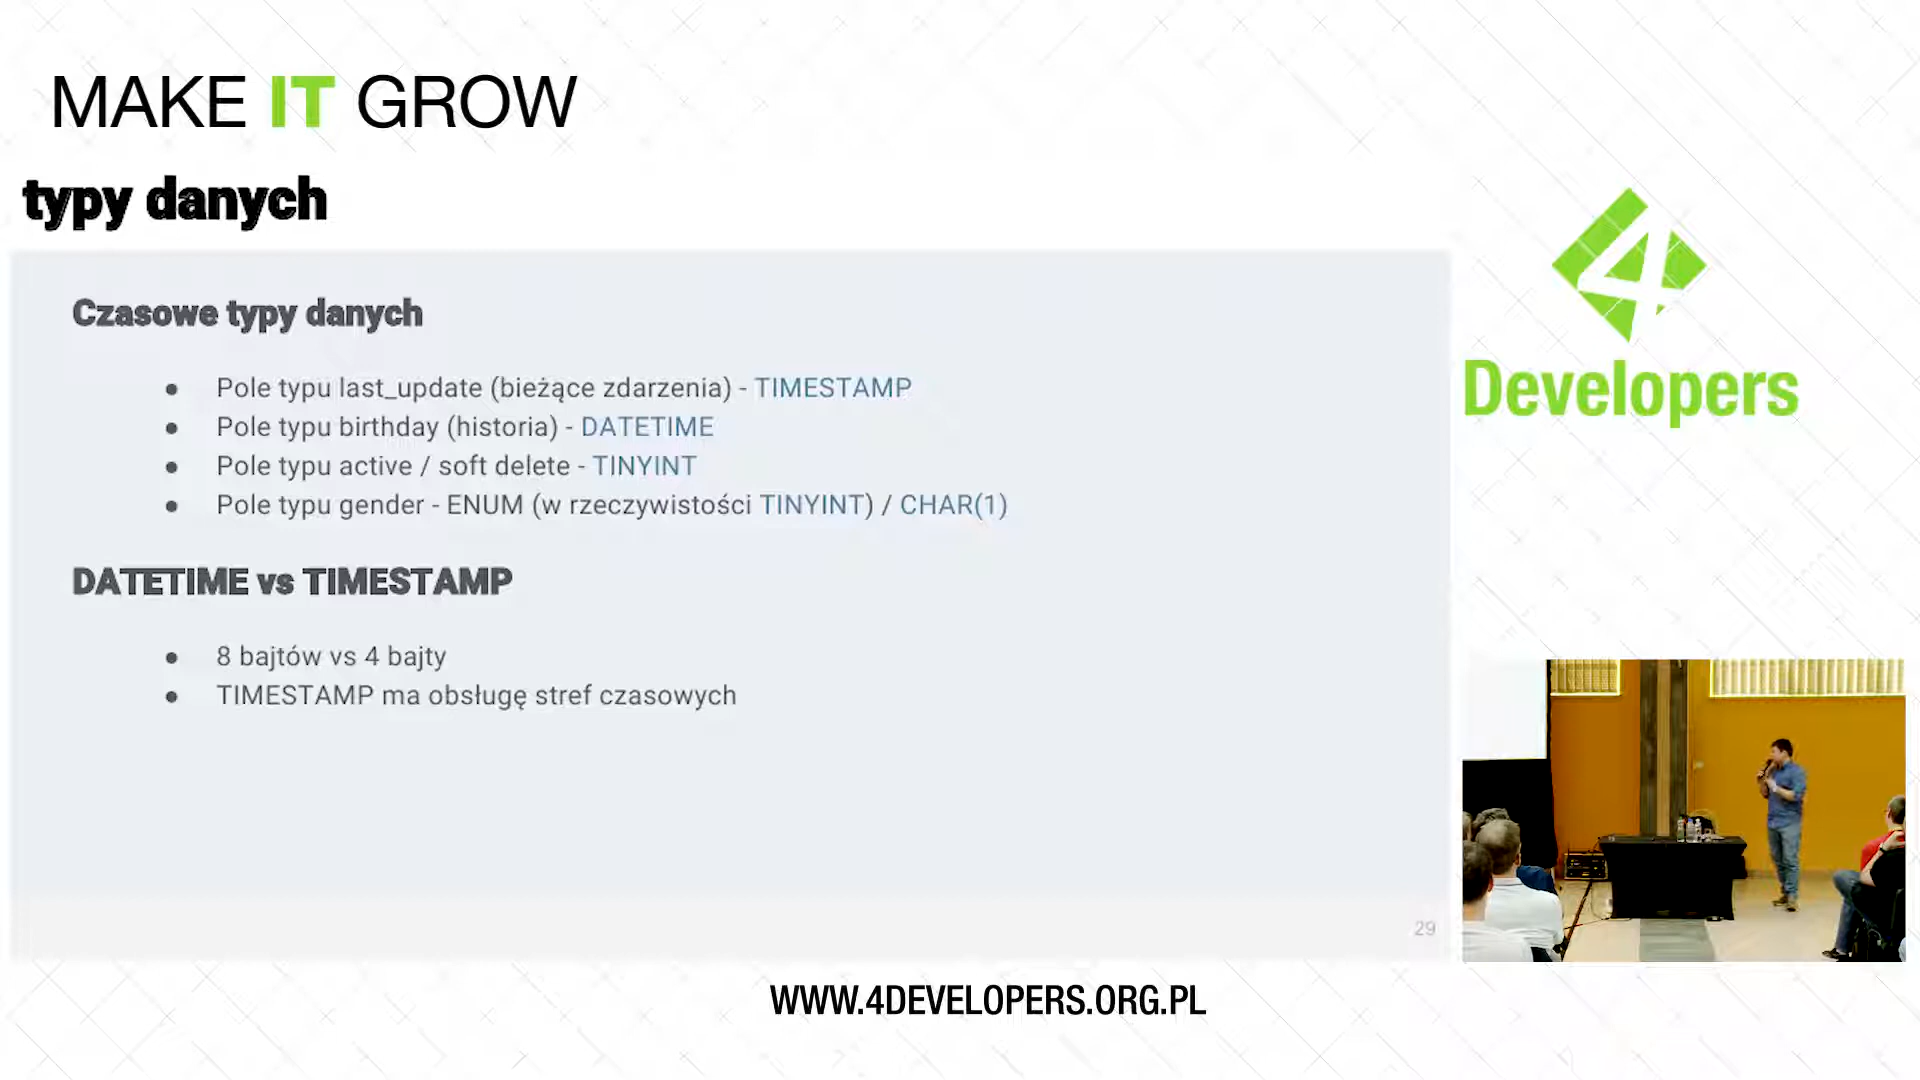 MAKE IT GROW
typy danych
Czasowe typy danych
● Pole typu last_update (bieżące zdarzenia) - TIMESTAMP
● Pole typu birthday (historia) - DATETIME
● Pole typu active / soft delete - TINYINT
● Pole typu gender - ENUM (w rzeczywistości TINYINT) / CHAR(1)
DATETIME vs TIMESTAMP
● 8 bajtów vs 4 bajty
● TIMESTAMP ma obsługę stref czasowych
29
4
Developers
WWW.4DEVELOPERS.ORG.PL